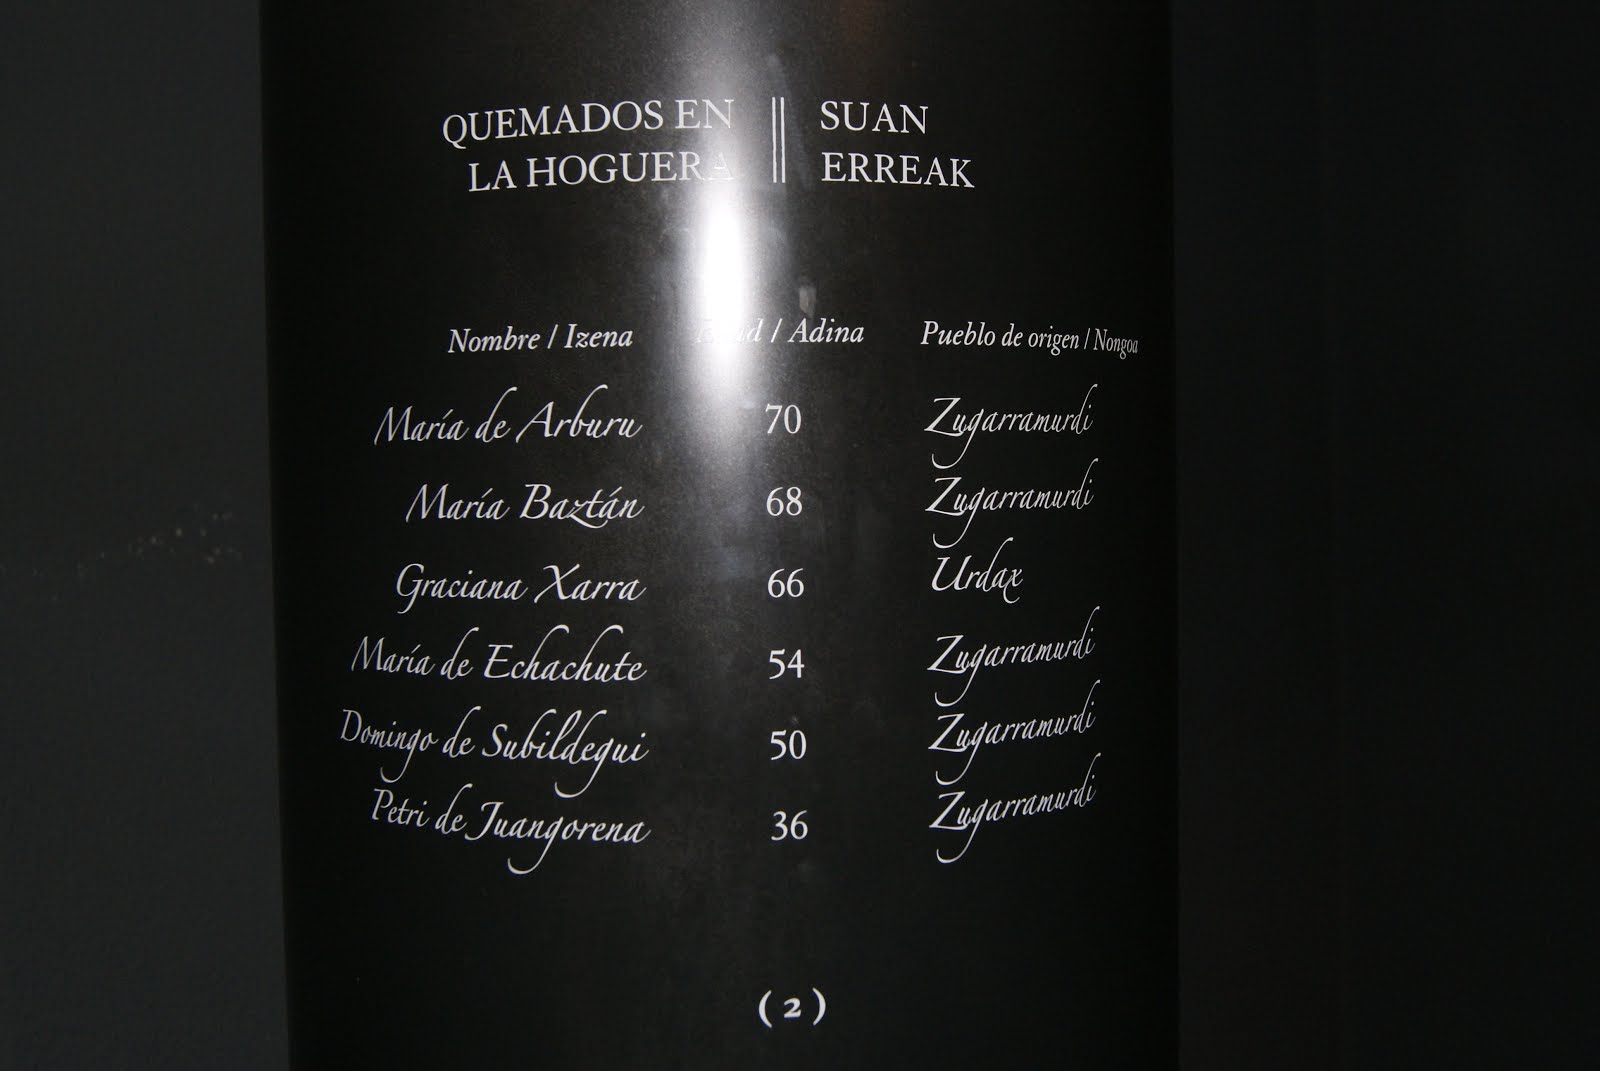 QUEMADOS EN
LA HOGUERA
SUAN
ERREAK
Nombre / Izena Edad / Adina Pueblo de origen / Nongoa
María de Arburu 70 Zugarramurdi
María Baztán 68 Zugarramurdi
Graciana Xarra 66 Urdax
María de Echachute 54 Zugarramurdi
Domingo de Subildegui 50 Zugarramurdi
Petri de Juangorena 36 Zugarramurdi
( 2 )